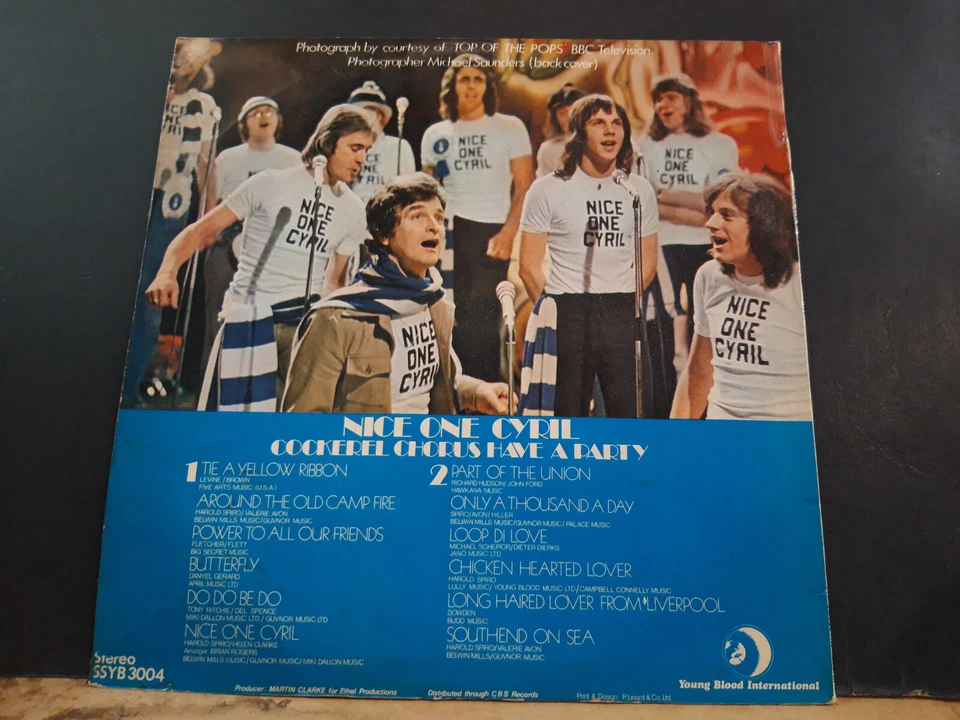 Photograph by courtesy of 'TOP OF THE POPS' BBC Television.
Photographer Michael Saunders (back cover)
NICE
ONE
CYRIL
NICE
ONE
CYRIL
NICE
ONE
CYRIL
NICE
ONE
CYRIL
NICE
ONE
CYRIL
NICE
ONE
CYRIL
NICE
ONE
CYRIL
NICE ONE CYRIL
COCKEREL CHORUS HAVE A PARTY
1 TIE A YELLOW RIBBON
LEVINE / BROWN
FIVE ARTS MUSIC (U.S.A.)
AROUND THE OLD CAMP FIRE
HAROLD SPIRO/VALERIE AVON
BELWIN MILLS MUSIC/GUVNOR MUSIC
POWER TO ALL OUR FRIENDS
FLETCHER/FLETT
BIG SECRET MUSIC
BUTTERFLY
DANYEL GERARD
APRIL MUSIC LTD
DO DO BE DO
TONY RITCHIE/DEL SPENCE
MIKI DALLON MUSIC LTD / GUVNOR MUSIC LTD
NICE ONE CYRIL
HAROLD SPIRO/HELEN CLARKE
Arranger BRIAN ROGERS
BELWIN MILLS MUSIC/GUVNOR MUSIC/MIKI DALLON MUSIC
2 PART OF THE UNION
RICHARD HUDSON/JOHN FORD
HAWKANA MUSIC
ONLY A THOUSAND A DAY
SPIRO/AVON/HILLER
BELWIN MILLS MUSIC/GUVNOR MUSIC/PALACE MUSIC
LOOP DI LOVE
MICHAEL SCHEPIOR/DIETER DIERKS
JANO MUSIC LTD
CHICKEN HEARTED LOVER
HAROLD SPIRO
LULLY MUSIC/YOUNG BLOOD MUSIC LTD/CAMPBELL CONNELLY MUSIC
LONG HAIRED LOVER FROM LIVERPOOL
DOWDEN
BUDD MUSIC
SOUTHEND ON SEA
HAROLD SPIRO/VALERIE AVON
BELWIN MILLS/GUVNOR MUSIC
Stereo
SSYB 3004
Producer: MARTIN CLARKE for Ethel Productions
Distributed through C.B.S Records
Print & Design P. Linard & Co. Ltd.
Young Blood International